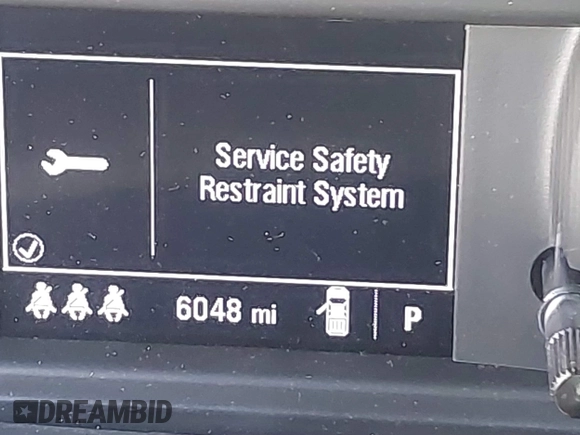 Service Safety
Restraint System
6048 mi
P
DREAMBID